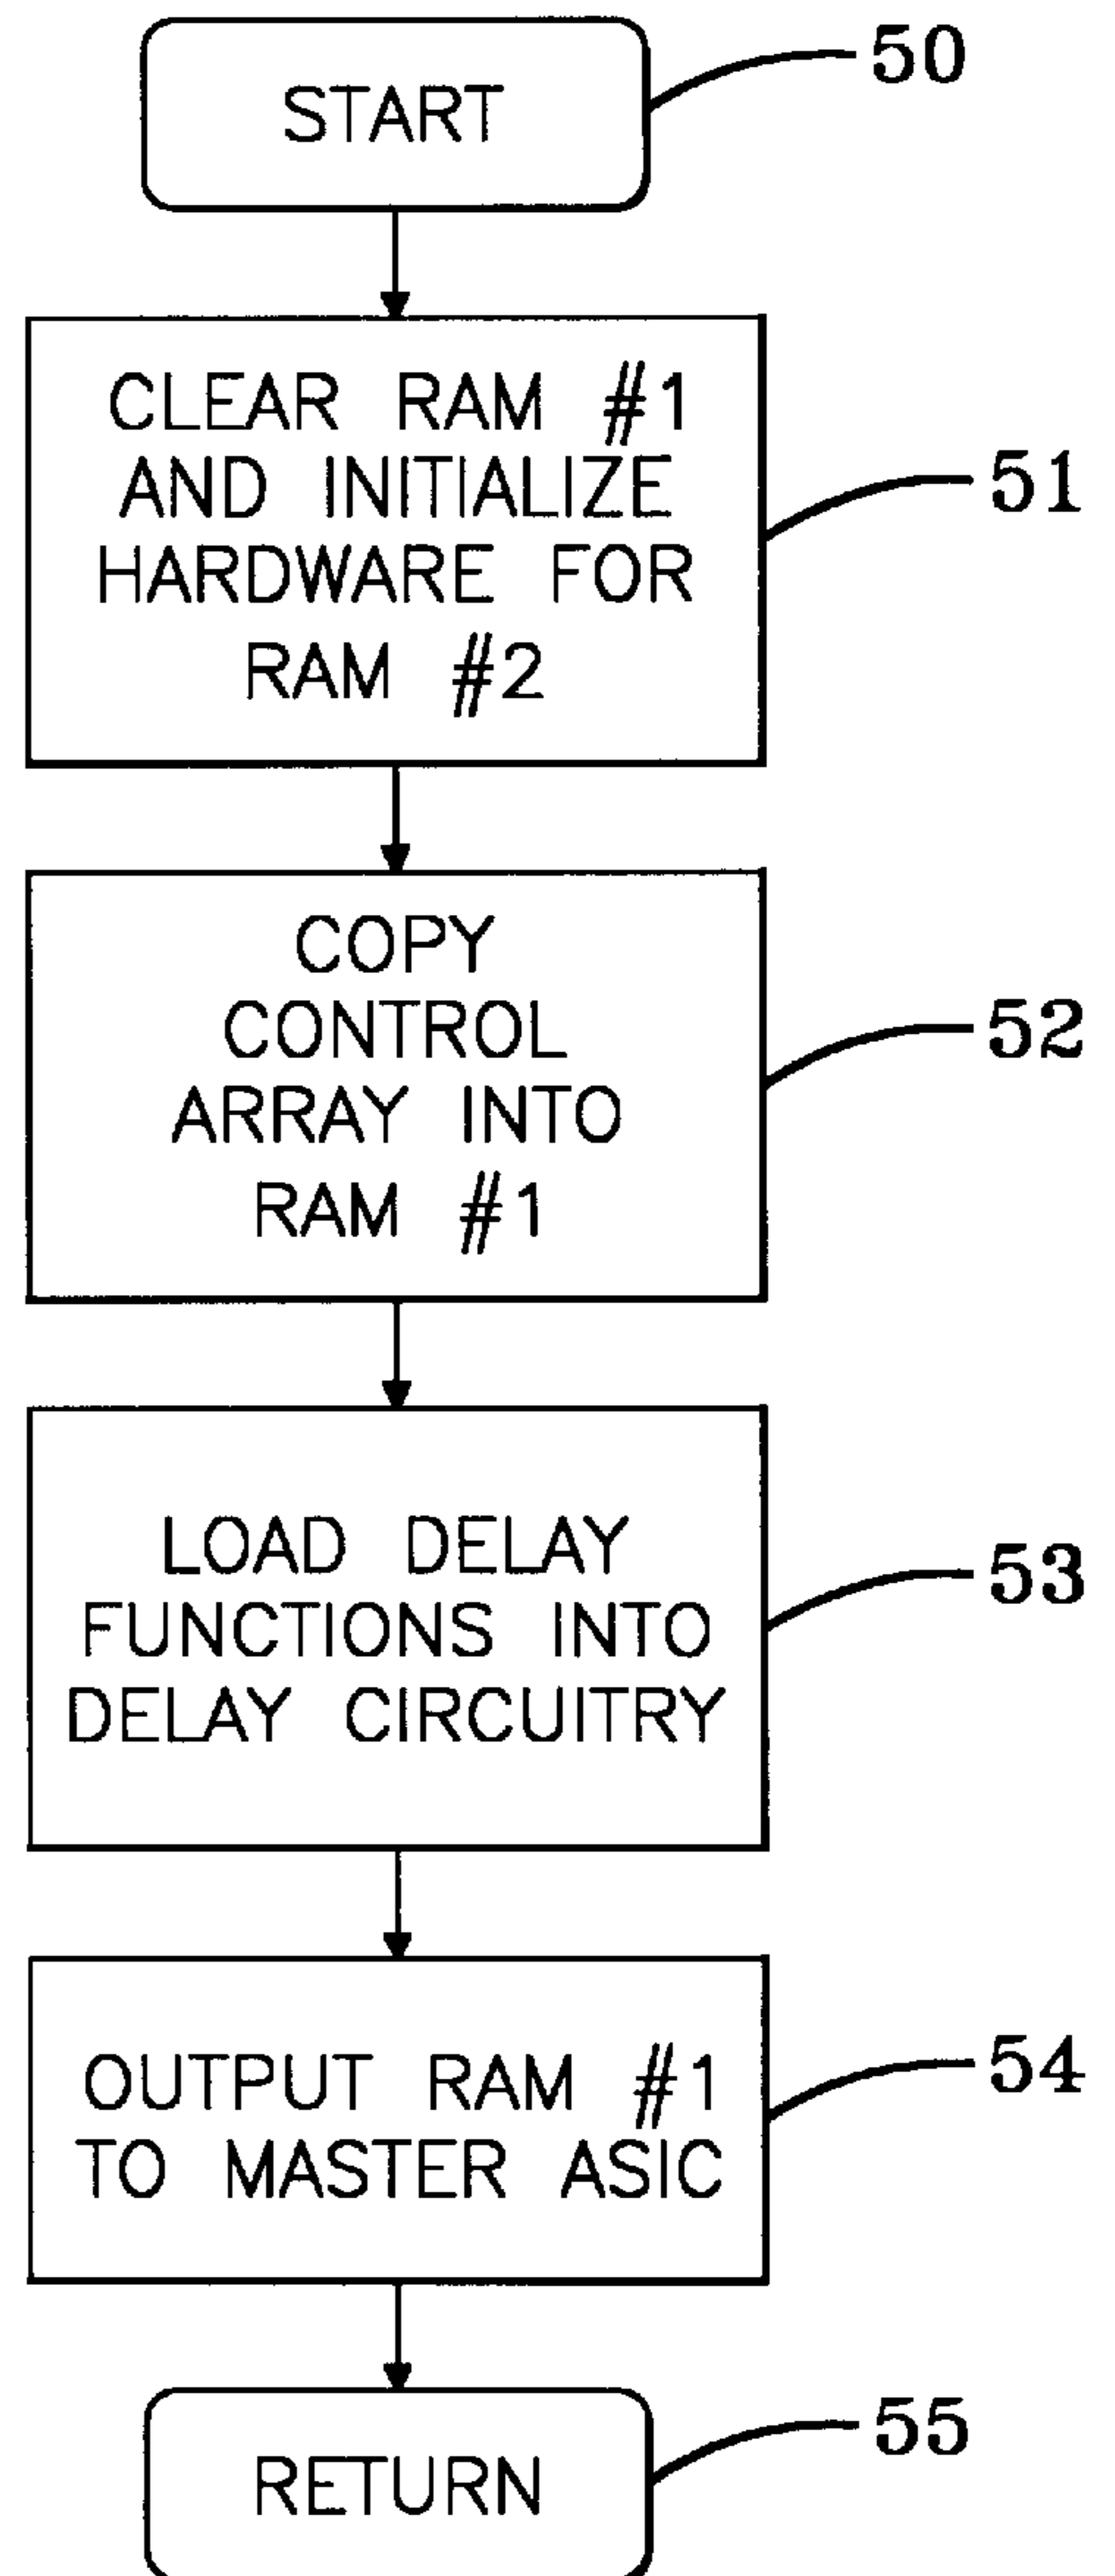 START
50
CLEAR RAM #1
AND INITIALIZE
HARDWARE FOR
RAM #2
51
COPY
CONTROL
ARRAY INTO
RAM #1
52
LOAD DELAY
FUNCTIONS INTO
DELAY CIRCUITRY
53
OUTPUT RAM #1
TO MASTER ASIC
54
RETURN
55